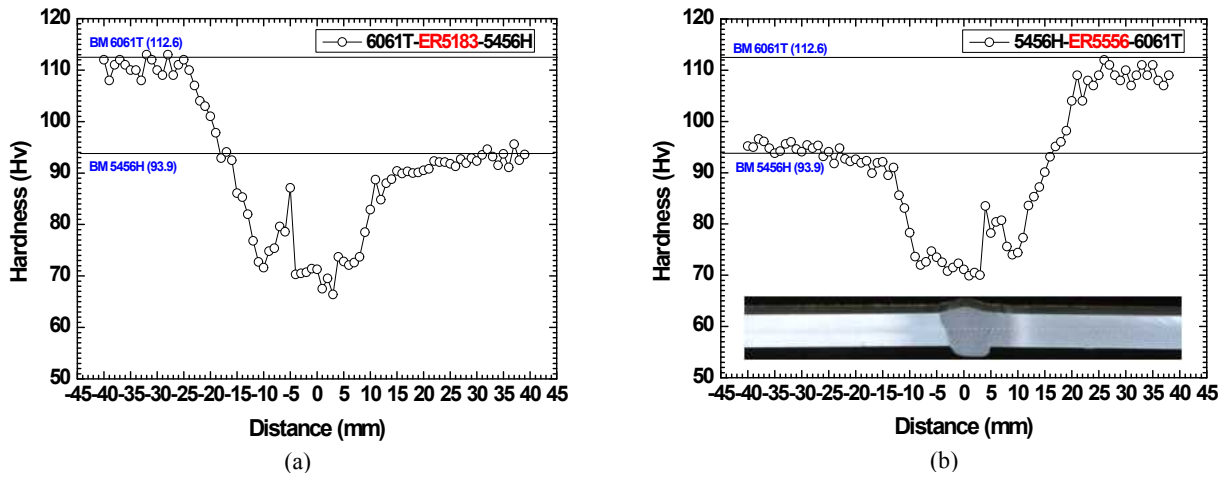 120
110
100
90
80
70
60
50
Hardness (Hv)
BM 6061T (112.6)
BM 5456H (93.9)
6061T-ER5183-5456H
-45-40-35-30-25-20-15-10 -5 0 5 10 15 20 25 30 35 40 45
Distance (mm)
(a)
120
110
100
90
80
70
60
50
Hardness (Hv)
BM 6061T (112.6)
BM 5456H (93.9)
5456H-ER5556-6061T
-45-40-35-30-25-20-15-10 -5 0 5 10 15 20 25 30 35 40 45
Distance (mm)
(b)